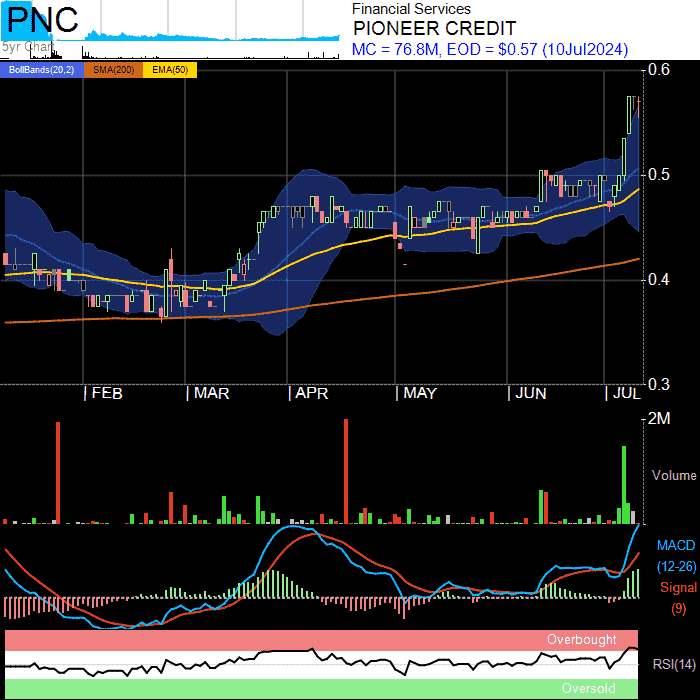 PNC
5yr Chart
Financial Services
PIONEER CREDIT
MC = 76.8M, EOD = $0.57 (10Jul2024)
BollBands(20,2) SMA(200) EMA(50)
0.6
0.5
0.4
0.3
FEB MAR APR MAY JUN JUL
2M
Volume
MACD
(12-26)
Signal
(9)
Overbought
RSI(14)
Oversold